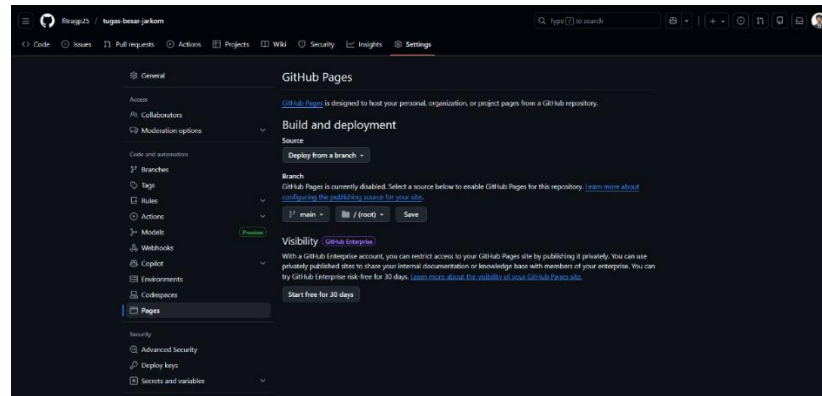 fitragp25 / tugas-besar-jarkom
Q Type / to search
<> Code Issues Pull requests Actions Projects Wiki Security Insights Settings
General
Access
Collaborators
Moderation options
Code and automation
Branches
Tags
Rules
Actions
Models Preview
Webhooks
Copilot
Environments
Codespaces
Pages
Security
Advanced Security
Deploy keys
Secrets and variables
GitHub Pages
GitHub Pages is designed to host your personal, organization, or project pages from a GitHub repository.
Build and deployment
Source
Deploy from a branch
Branch
GitHub Pages is currently disabled. Select a source below to enable GitHub Pages for this repository. Learn more about
configuring the publishing source for your site.
main / (root) Save
Visibility GitHub Enterprise
With a GitHub Enterprise account, you can restrict access to your GitHub Pages site by publishing it privately. You can use
privately published sites to share your internal documentation or knowledge base with members of your enterprise. You can
try GitHub Enterprise risk-free for 30 days. Learn more about the visibility of your GitHub Pages site.
Start free for 30 days